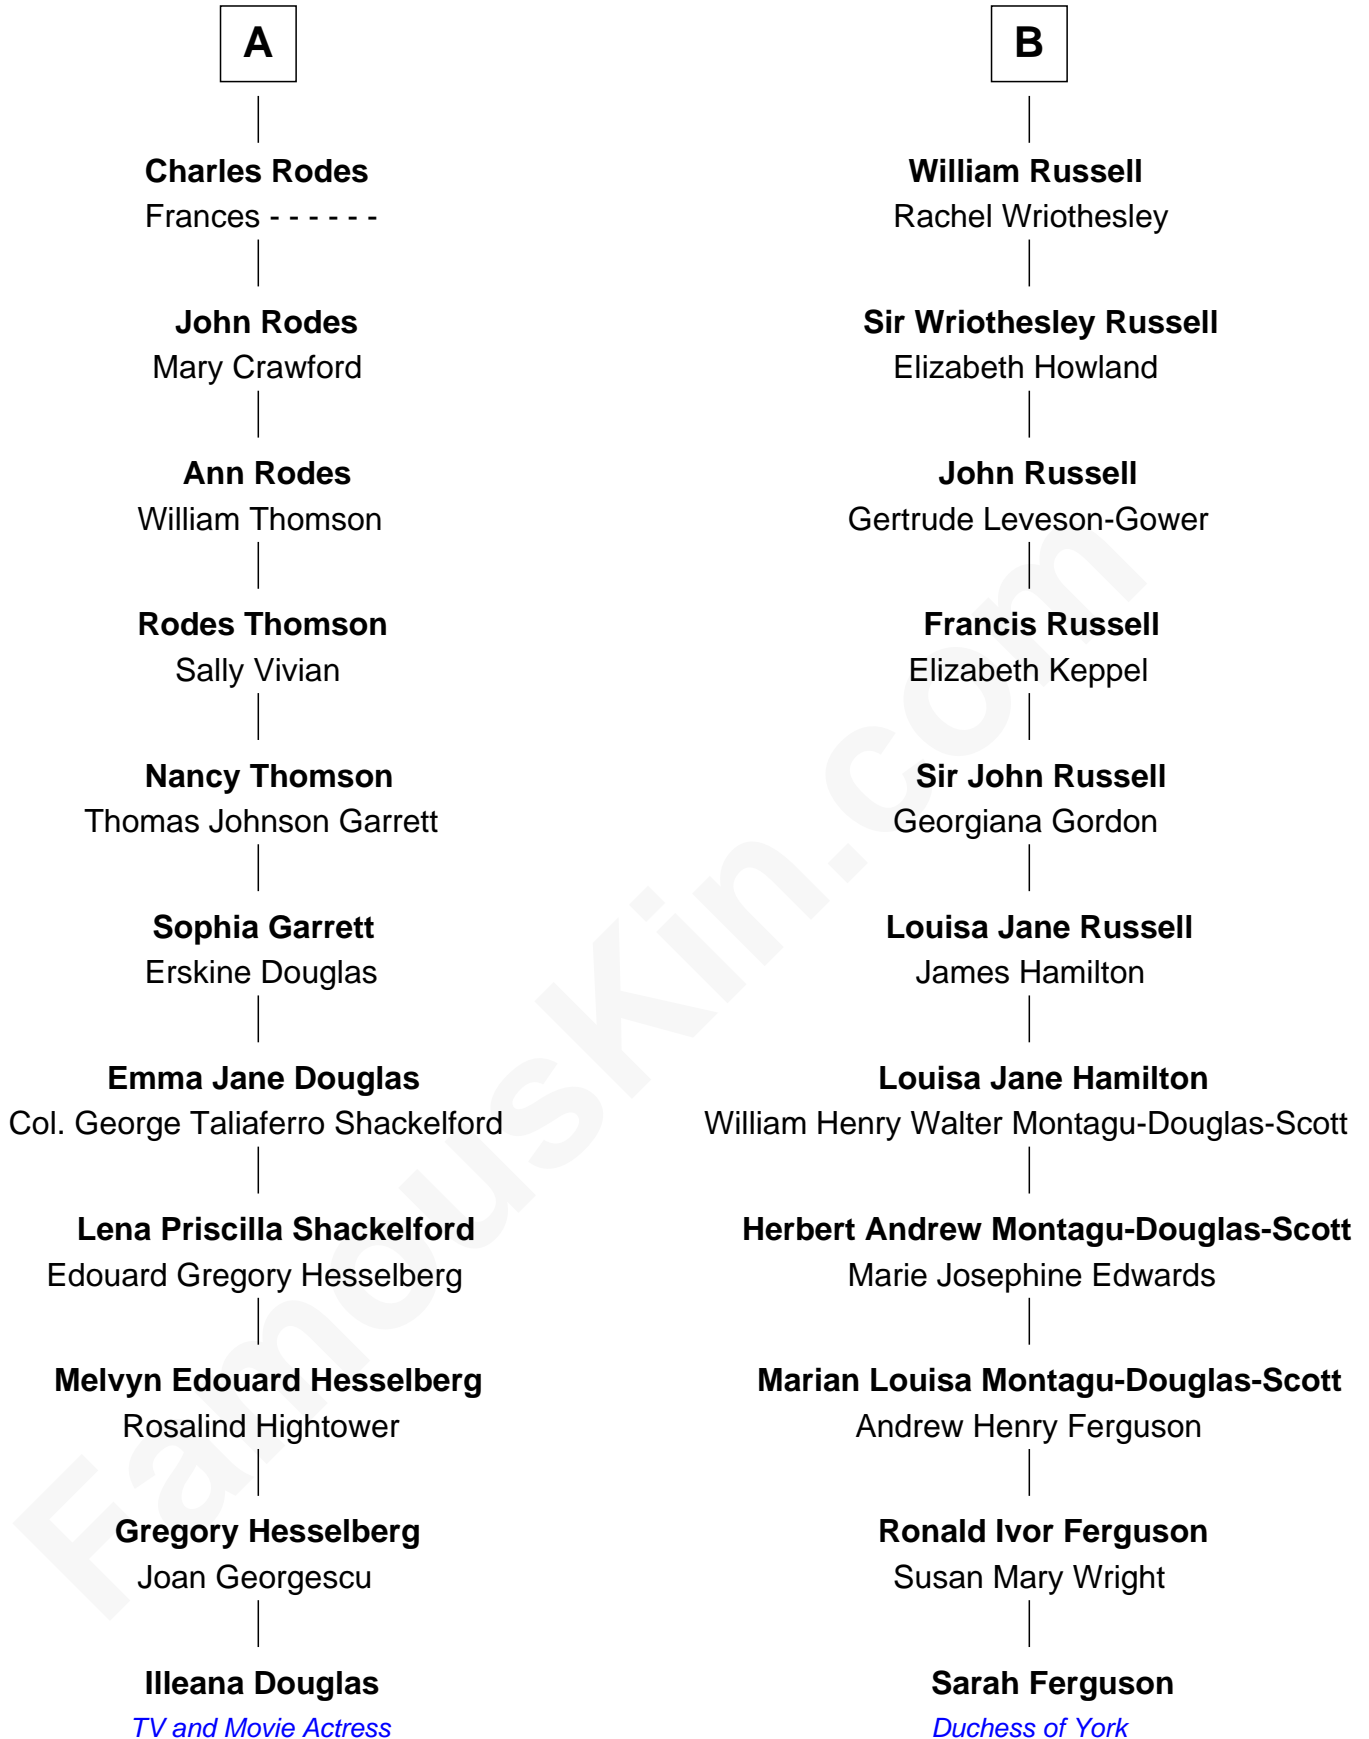 A
Charles Rodes
Frances - - - - - -
John Rodes
Mary Crawford
Ann Rodes
William Thomson
Rodes Thomson
Sally Vivian
Nancy Thomson
Thomas Johnson Garrett
Sophia Garrett
Erskine Douglas
Emma Jane Douglas
Col. George Taliaferro Shackelford
Lena Priscilla Shackelford
Edouard Gregory Hesselberg
Melvyn Edouard Hesselberg
Rosalind Hightower
Gregory Hesselberg
Joan Georgescu
Illeana Douglas
TV and Movie Actress
B
William Russell
Rachel Wriothesley
Sir Wriothesley Russell
Elizabeth Howland
John Russell
Gertrude Leveson-Gower
Francis Russell
Elizabeth Keppel
Sir John Russell
Georgiana Gordon
Louisa Jane Russell
James Hamilton
Louisa Jane Hamilton
William Henry Walter Montagu-Douglas-Scott
Herbert Andrew Montagu-Douglas-Scott
Marie Josephine Edwards
Marian Louisa Montagu-Douglas-Scott
Andrew Henry Ferguson
Ronald Ivor Ferguson
Susan Mary Wright
Sarah Ferguson
Duchess of York
FamousKin.com